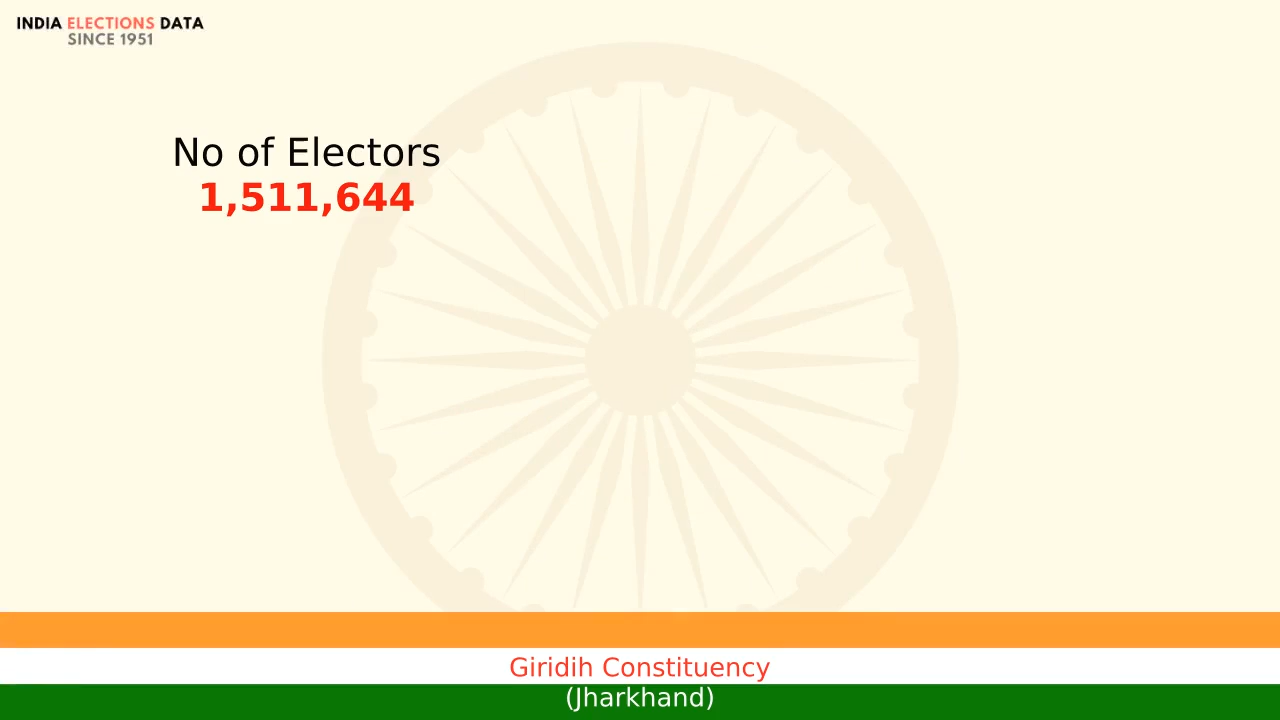 INDIA ELECTIONS DATA
SINCE 1951
No of Electors
1,511,644
Giridih Constituency
(Jharkhand)